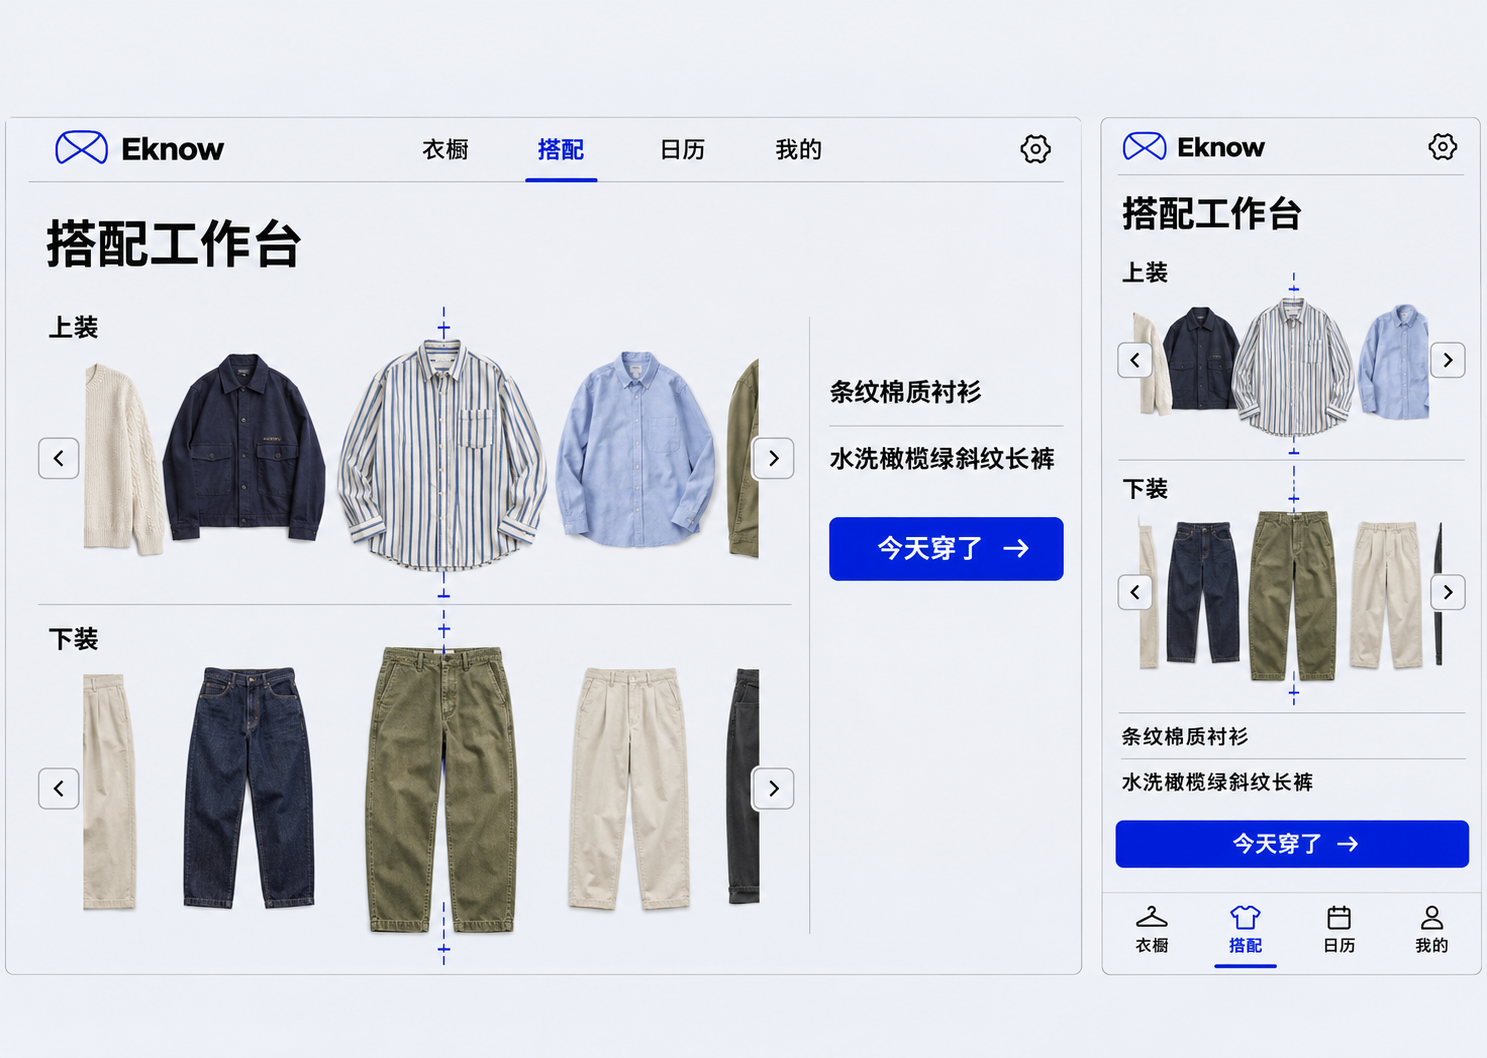 Eknow
衣橱
搭配
日历
我的
搭配工作台
上装
条纹棉质衬衫
水洗橄榄绿斜纹长裤
今天穿了 →
下装
Eknow
搭配工作台
上装
下装
条纹棉质衬衫
水洗橄榄绿斜纹长裤
今天穿了 →
衣橱
搭配
日历
我的